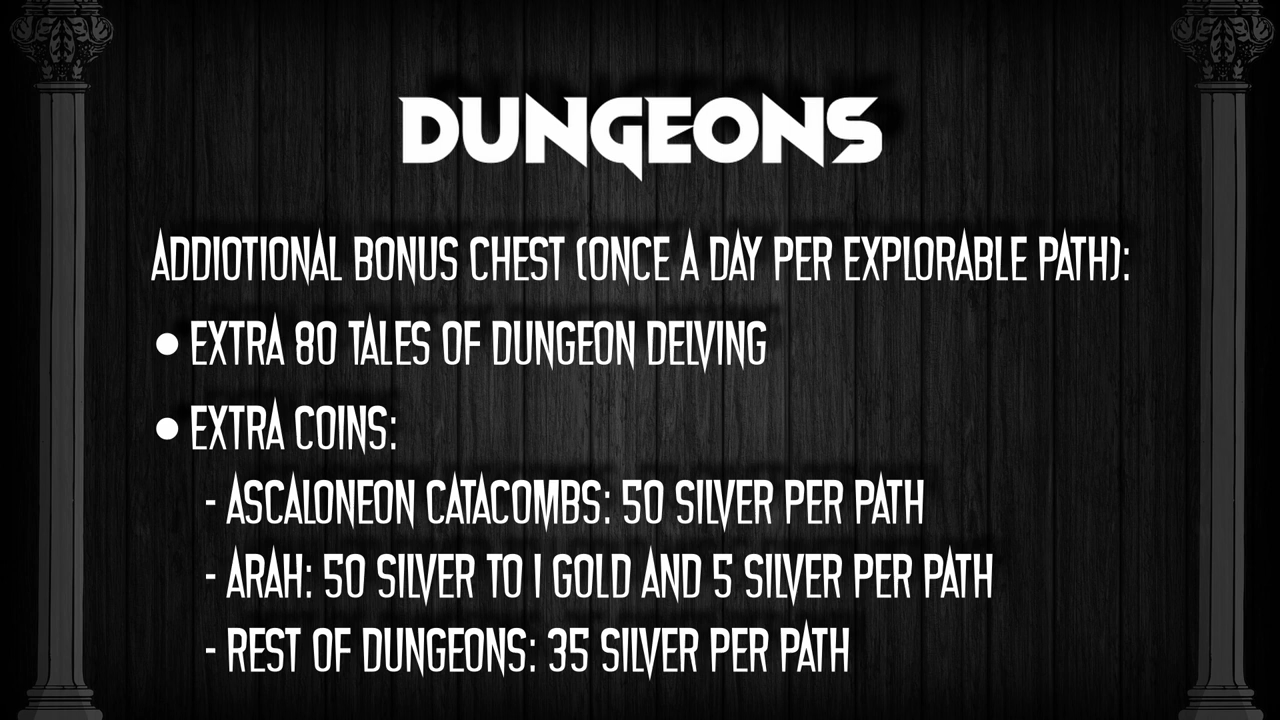 DUNGEONS
ADDIOTIONAL BONUS CHEST (ONCE A DAY PER EXPLORABLE PATH):
● EXTRA 80 TALES OF DUNGEON DELVING
● EXTRA COINS:
- ASCALONEON CATACOMBS: 50 SILVER PER PATH
- ARAH: 50 SILVER TO 1 GOLD AND 5 SILVER PER PATH
- REST OF DUNGEONS: 35 SILVER PER PATH